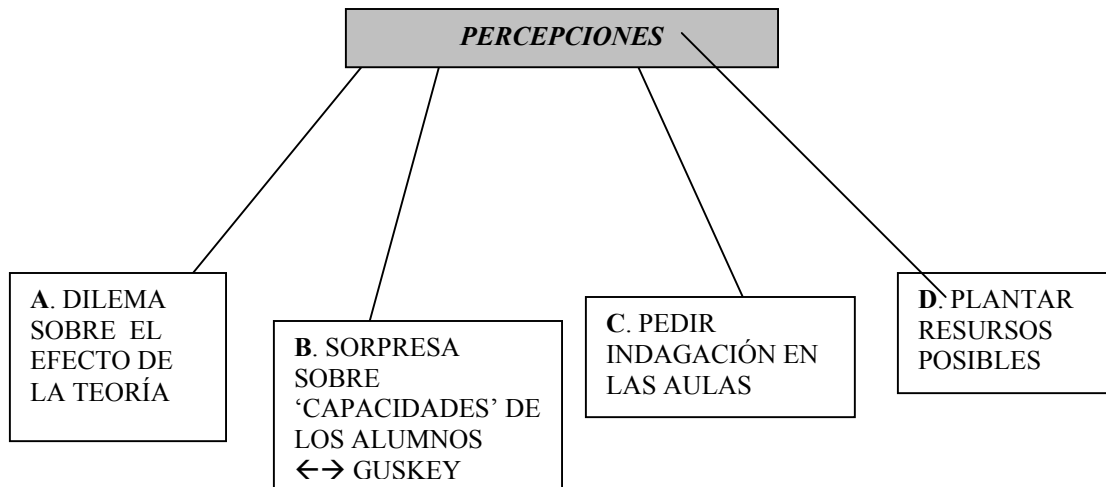 PERCEPCIONES
A. DILEMA
SOBRE EL
EFECTO DE
LA TEORÍA
B. SORPRESA
SOBRE
‘CAPACIDADES’ DE
LOS ALUMNOS
←→ GUSKEY
C. PEDIR
INDAGACIÓN EN
LAS AULAS
D. PLANTAR
RESURSOS
POSIBLES